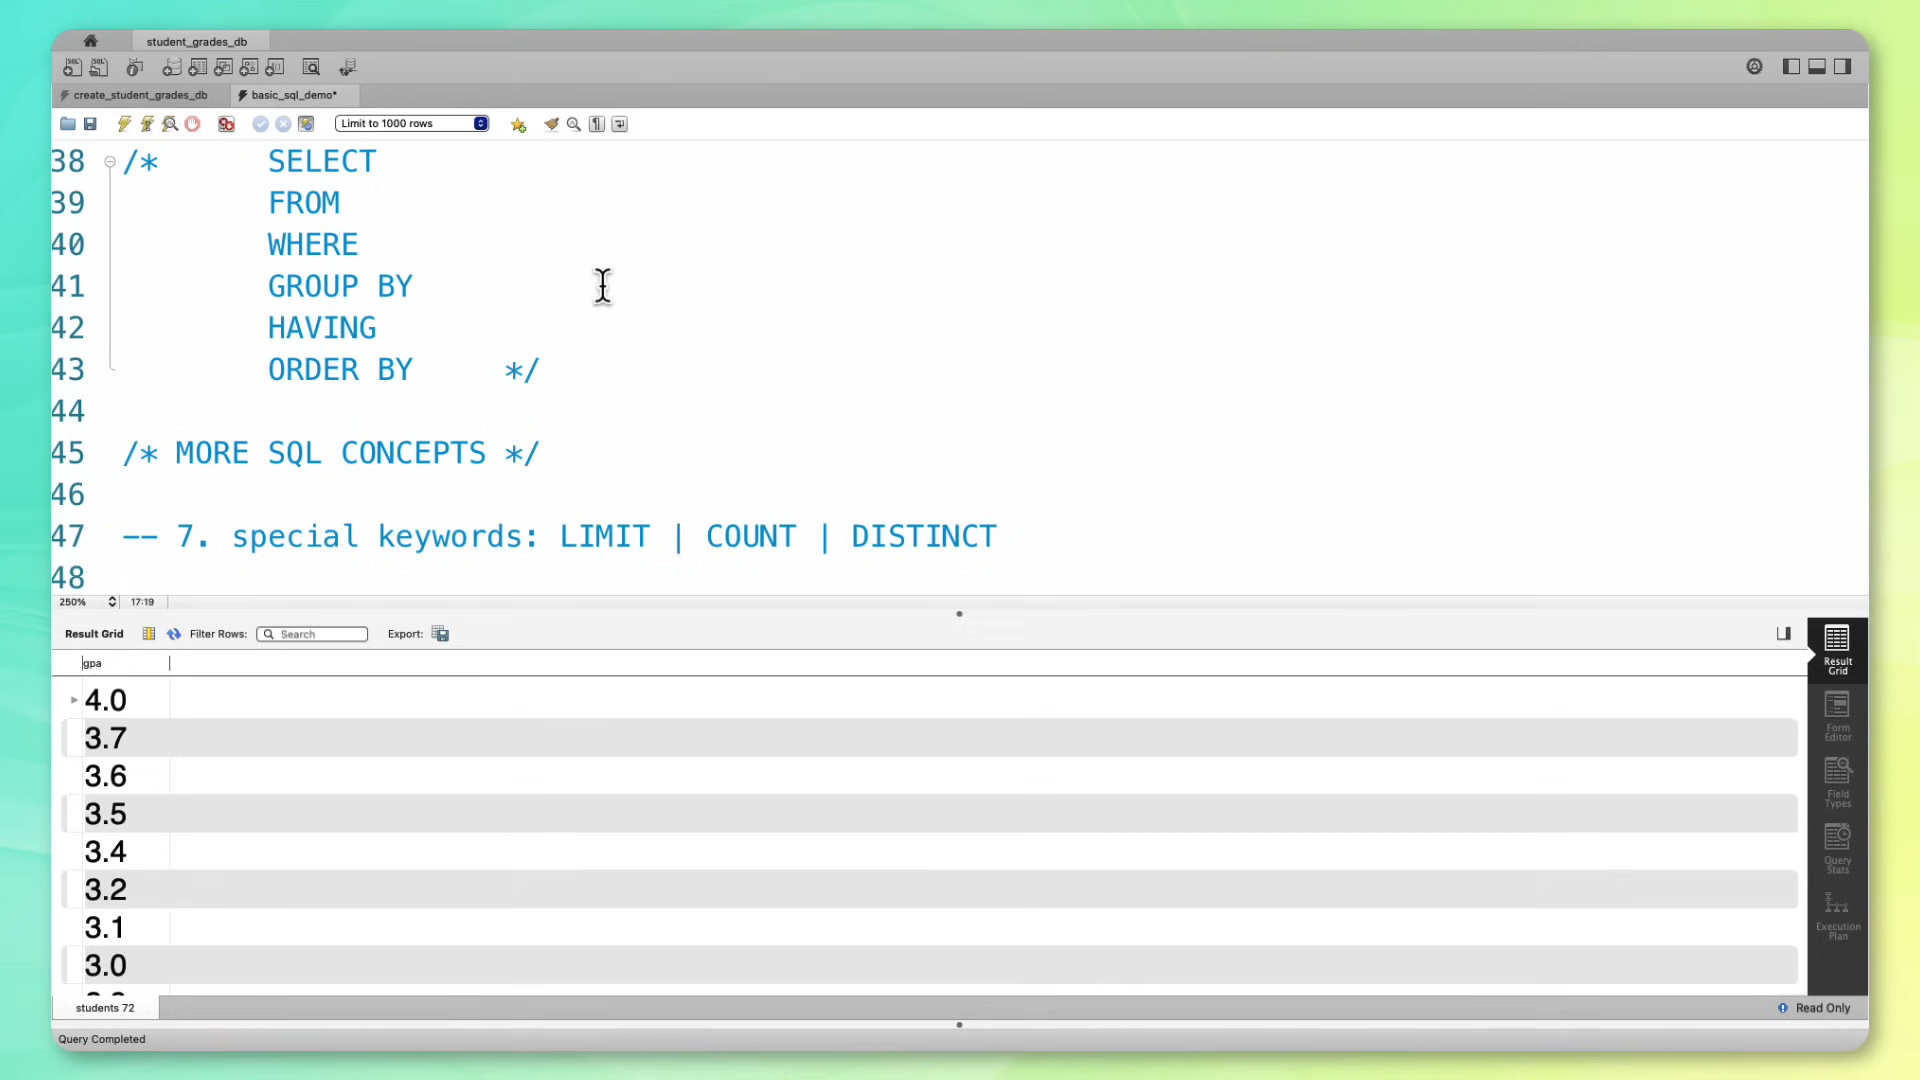 student_grades_db
create_student_grades_db
basic_sql_demo*
Limit to 1000 rows
38 /* SELECT
39 FROM
40 WHERE
41 GROUP BY
42 HAVING
43 ORDER BY */
44
45 /* MORE SQL CONCEPTS */
46
47 -- 7. special keywords: LIMIT | COUNT | DISTINCT
48
250% 17:19
Result Grid Filter Rows: Search Export:
gpa
4.0
3.7
3.6
3.5
3.4
3.2
3.1
3.0
Result
Grid
Form
Editor
Field
Types
Query
Stats
Execution
Plan
students 72
Read Only
Query Completed